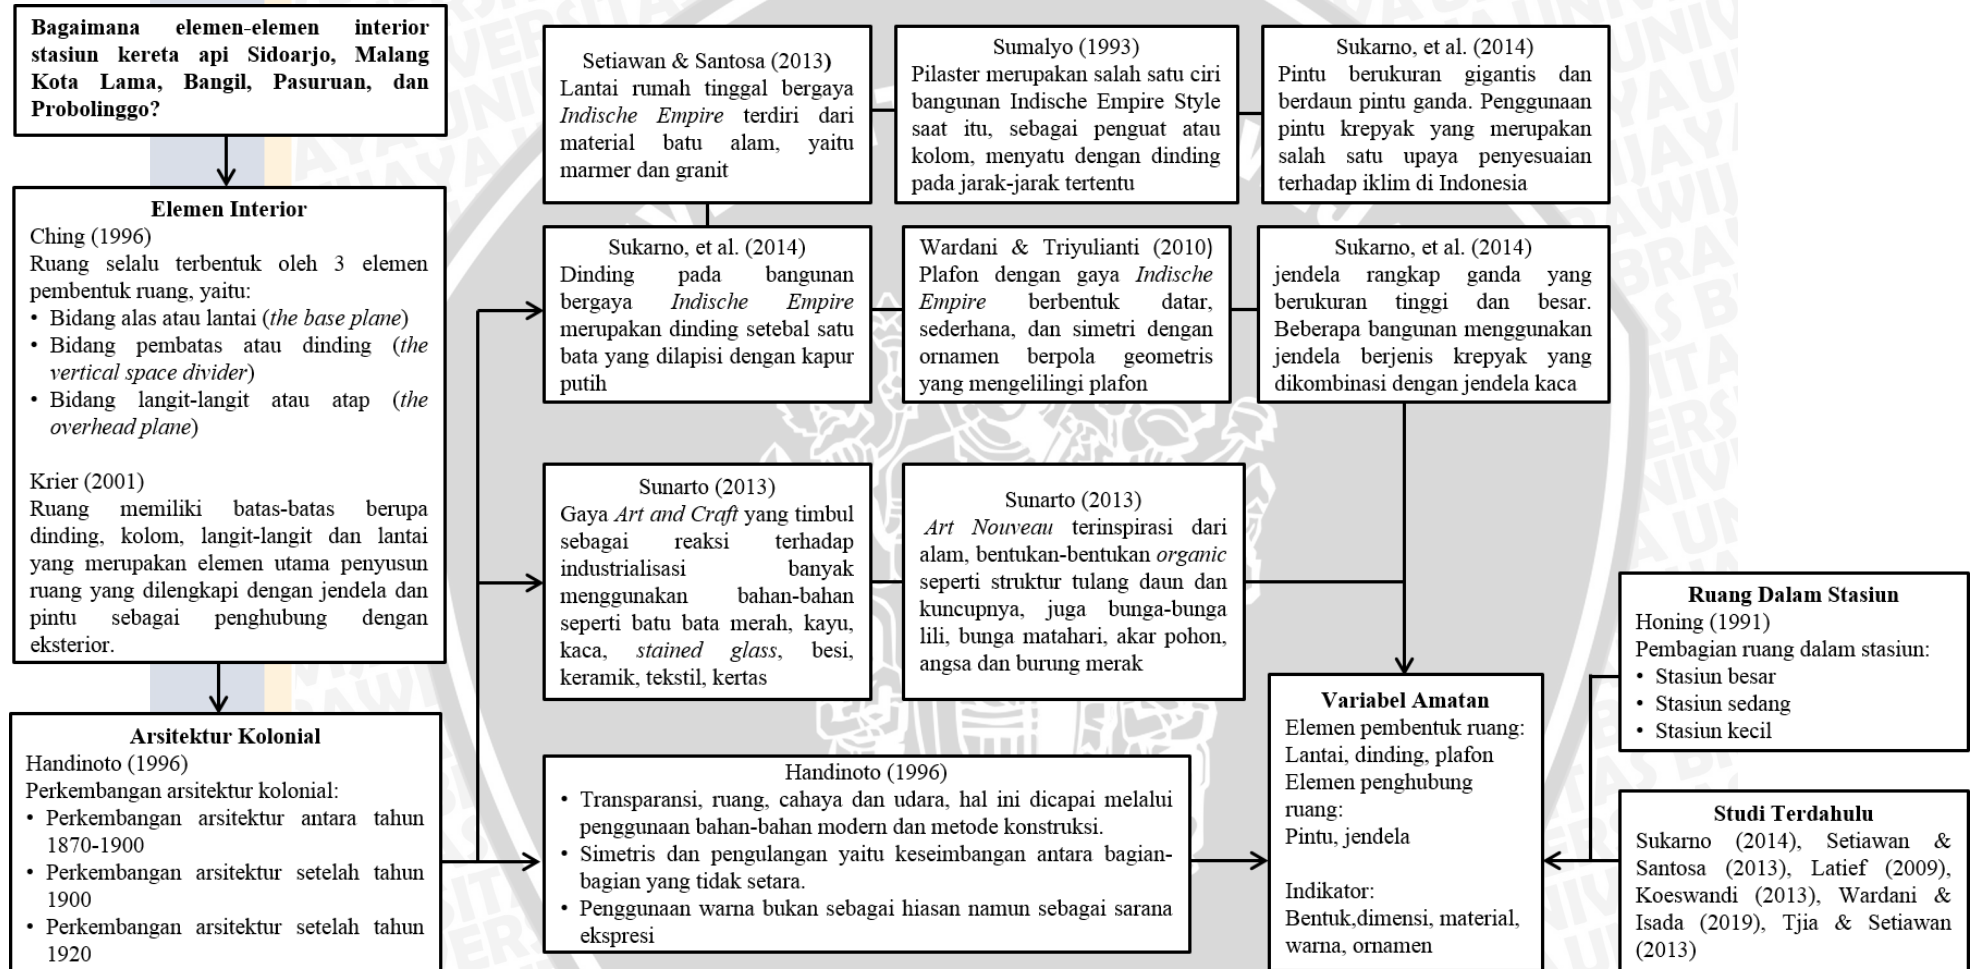 Bagaimana elemen-elemen interior
stasiun kereta api Sidoarjo, Malang
Kota Lama, Bangil, Pasuruan, dan
Probolinggo?
Elemen Interior
Ching (1996)
Ruang selalu terbentuk oleh 3 elemen
pembentuk ruang, yaitu:
• Bidang alas atau lantai (the base plane)
• Bidang pembatas atau dinding (the
vertical space divider)
• Bidang langit-langit atau atap (the
overhead plane)
Krier (2001)
Ruang memiliki batas-batas berupa
dinding, kolom, langit-langit dan lantai
yang merupakan elemen utama penyusun
ruang yang dilengkapi dengan jendela dan
pintu sebagai penghubung dengan
eksterior.
Arsitektur Kolonial
Handinoto (1996)
Perkembangan arsitektur kolonial:
• Perkembangan arsitektur antara tahun
1870-1900
• Perkembangan arsitektur setelah tahun
1900
• Perkembangan arsitektur setelah tahun
1920
Setiawan & Santosa (2013)
Lantai rumah tinggal bergaya
Indische Empire terdiri dari
material batu alam, yaitu
marmer dan granit
Sumalyo (1993)
Pilaster merupakan salah satu ciri
bangunan Indische Empire Style
saat itu, sebagai penguat atau
kolom, menyatu dengan dinding
pada jarak-jarak tertentu
Sukarno, et al. (2014)
Pintu berukuran gigantis dan
berdaun pintu ganda. Penggunaan
pintu krepyak yang merupakan
salah satu upaya penyesuaian
terhadap iklim di Indonesia
Sukarno, et al. (2014)
Dinding pada bangunan
bergaya Indische Empire
merupakan dinding setebal satu
bata yang dilapisi dengan kapur
putih
Wardani & Triyulianti (2010)
Plafon dengan gaya Indische
Empire berbentuk datar,
sederhana, dan simetri dengan
ornamen berpola geometris
yang mengelilingi plafon
Sukarno, et al. (2014)
jendela rangkap ganda yang
berukuran tinggi dan besar.
Beberapa bangunan menggunakan
jendela berjenis krepyak yang
dikombinasi dengan jendela kaca
Sunarto (2013)
Gaya Art and Craft yang timbul
sebagai reaksi terhadap
industrialisasi banyak
menggunakan bahan-bahan
seperti batu bata merah, kayu,
kaca, stained glass, besi,
keramik, tekstil, kertas
Sunarto (2013)
Art Nouveau terinspirasi dari
alam, bentukan-bentukan organic
seperti struktur tulang daun dan
kuncupnya, juga bunga-bunga
lili, bunga matahari, akar pohon,
angsa dan burung merak
Handinoto (1996)
• Transparansi, ruang, cahaya dan udara, hal ini dicapai melalui
penggunaan bahan-bahan modern dan metode konstruksi.
• Simetris dan pengulangan yaitu keseimbangan antara bagian-
bagian yang tidak setara.
• Penggunaan warna bukan sebagai hiasan namun sebagai sarana
ekspresi
Variabel Amatan
Elemen pembentuk ruang:
Lantai, dinding, plafon
Elemen penghubung
ruang:
Pintu, jendela
Indikator:
Bentuk,dimensi, material,
warna, ornamen
Ruang Dalam Stasiun
Honing (1991)
Pembagian ruang dalam stasiun:
• Stasiun besar
• Stasiun sedang
• Stasiun kecil
Studi Terdahulu
Sukarno (2014), Setiawan &
Santosa (2013), Latief (2009),
Koeswandi (2013), Wardani &
Isada (2019), Tjia & Setiawan
(2013)